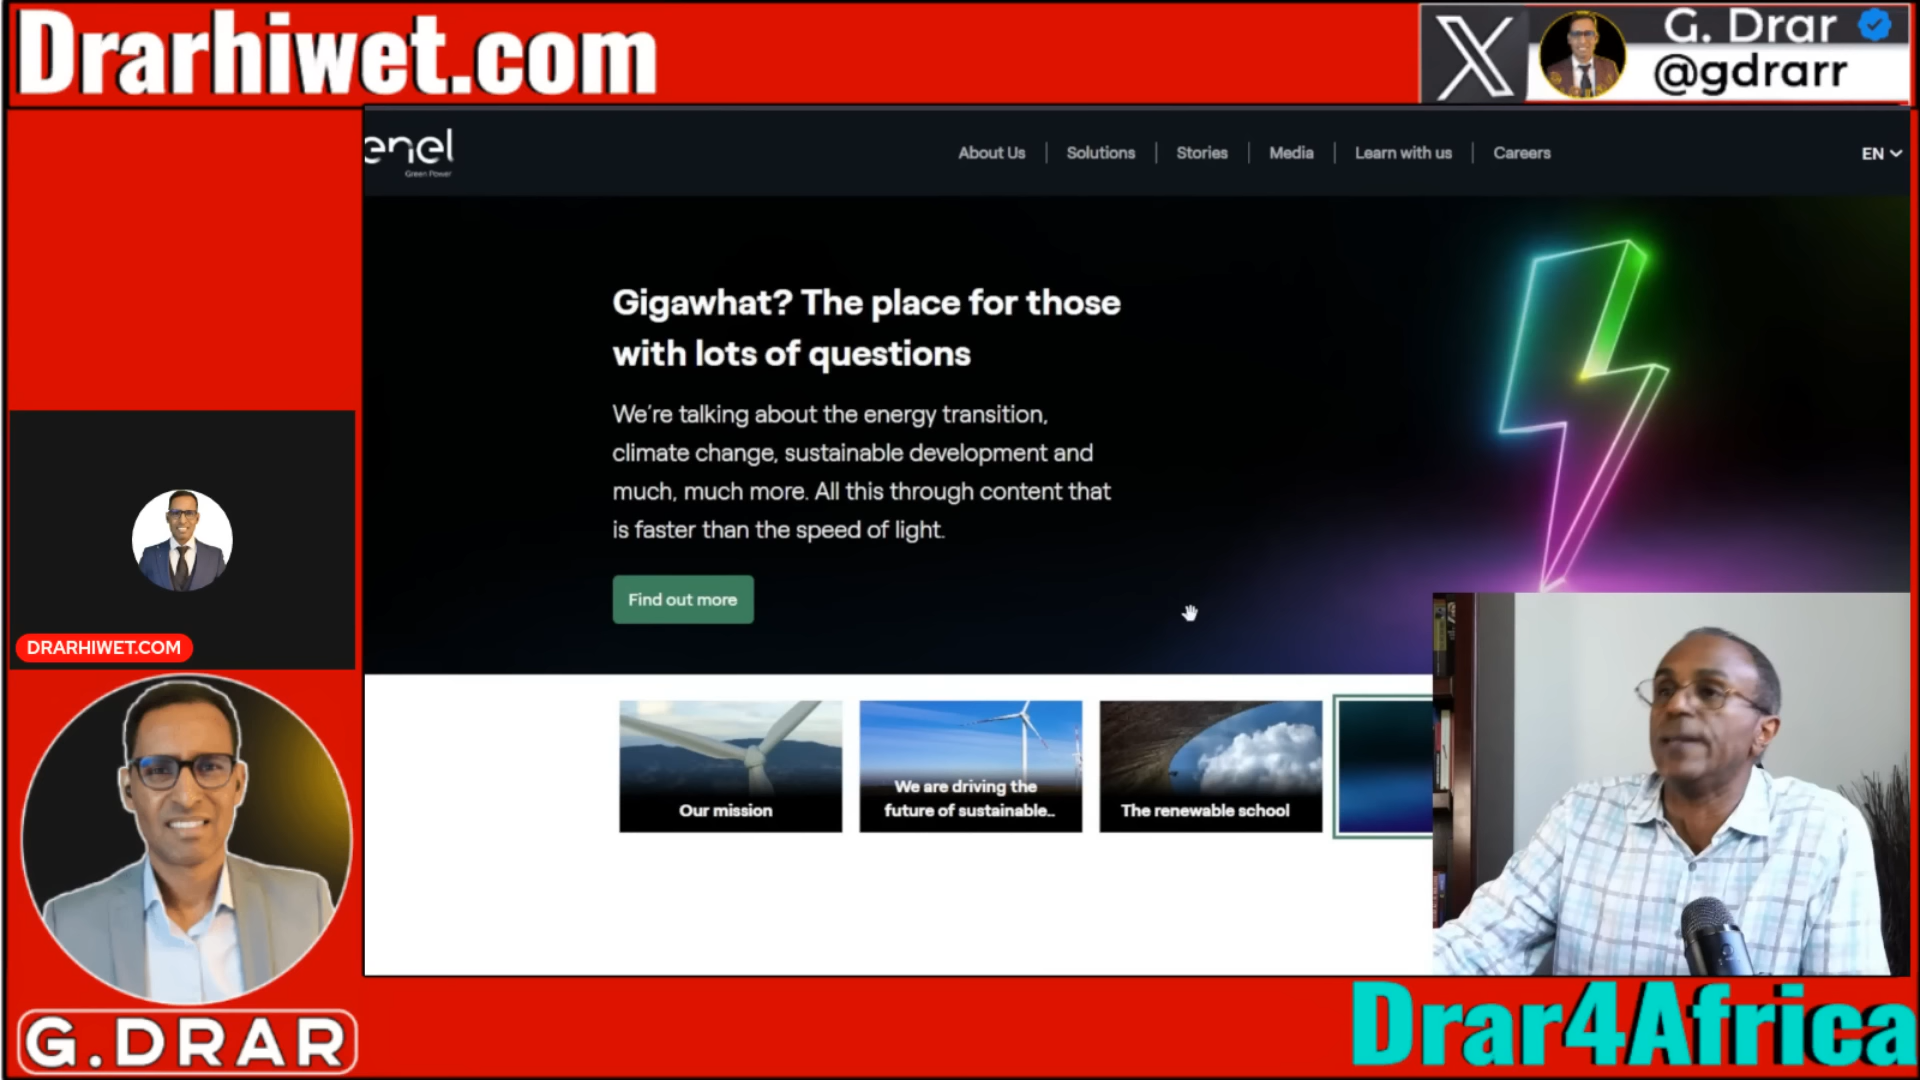 Drarhiwet.com
G. Drar
@gdrarr
enel
Green Power
About Us
Solutions
Stories
Media
Learn with us
Careers
EN
Gigawhat? The place for those
with lots of questions
We're talking about the energy transition,
climate change, sustainable development and
much, much more. All this through content that
is faster than the speed of light.
Find out more
DRARHIWET.COM
Our mission
We are driving the
future of sustainable...
The renewable school
G.DRAR
Drar4Africa